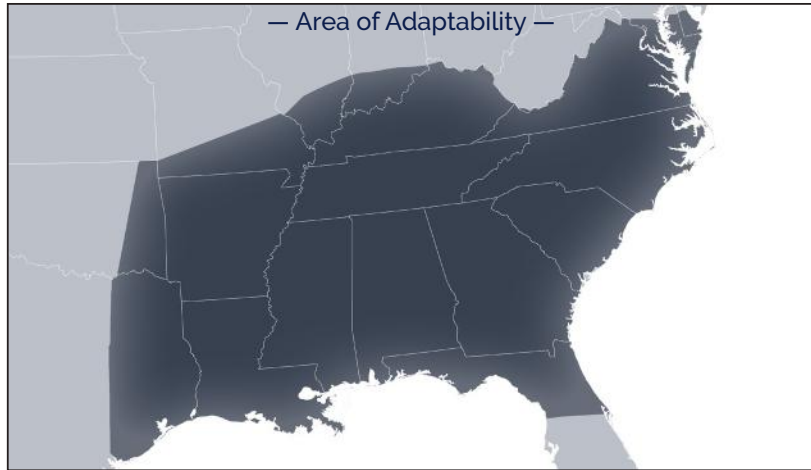 — Area of Adaptability —